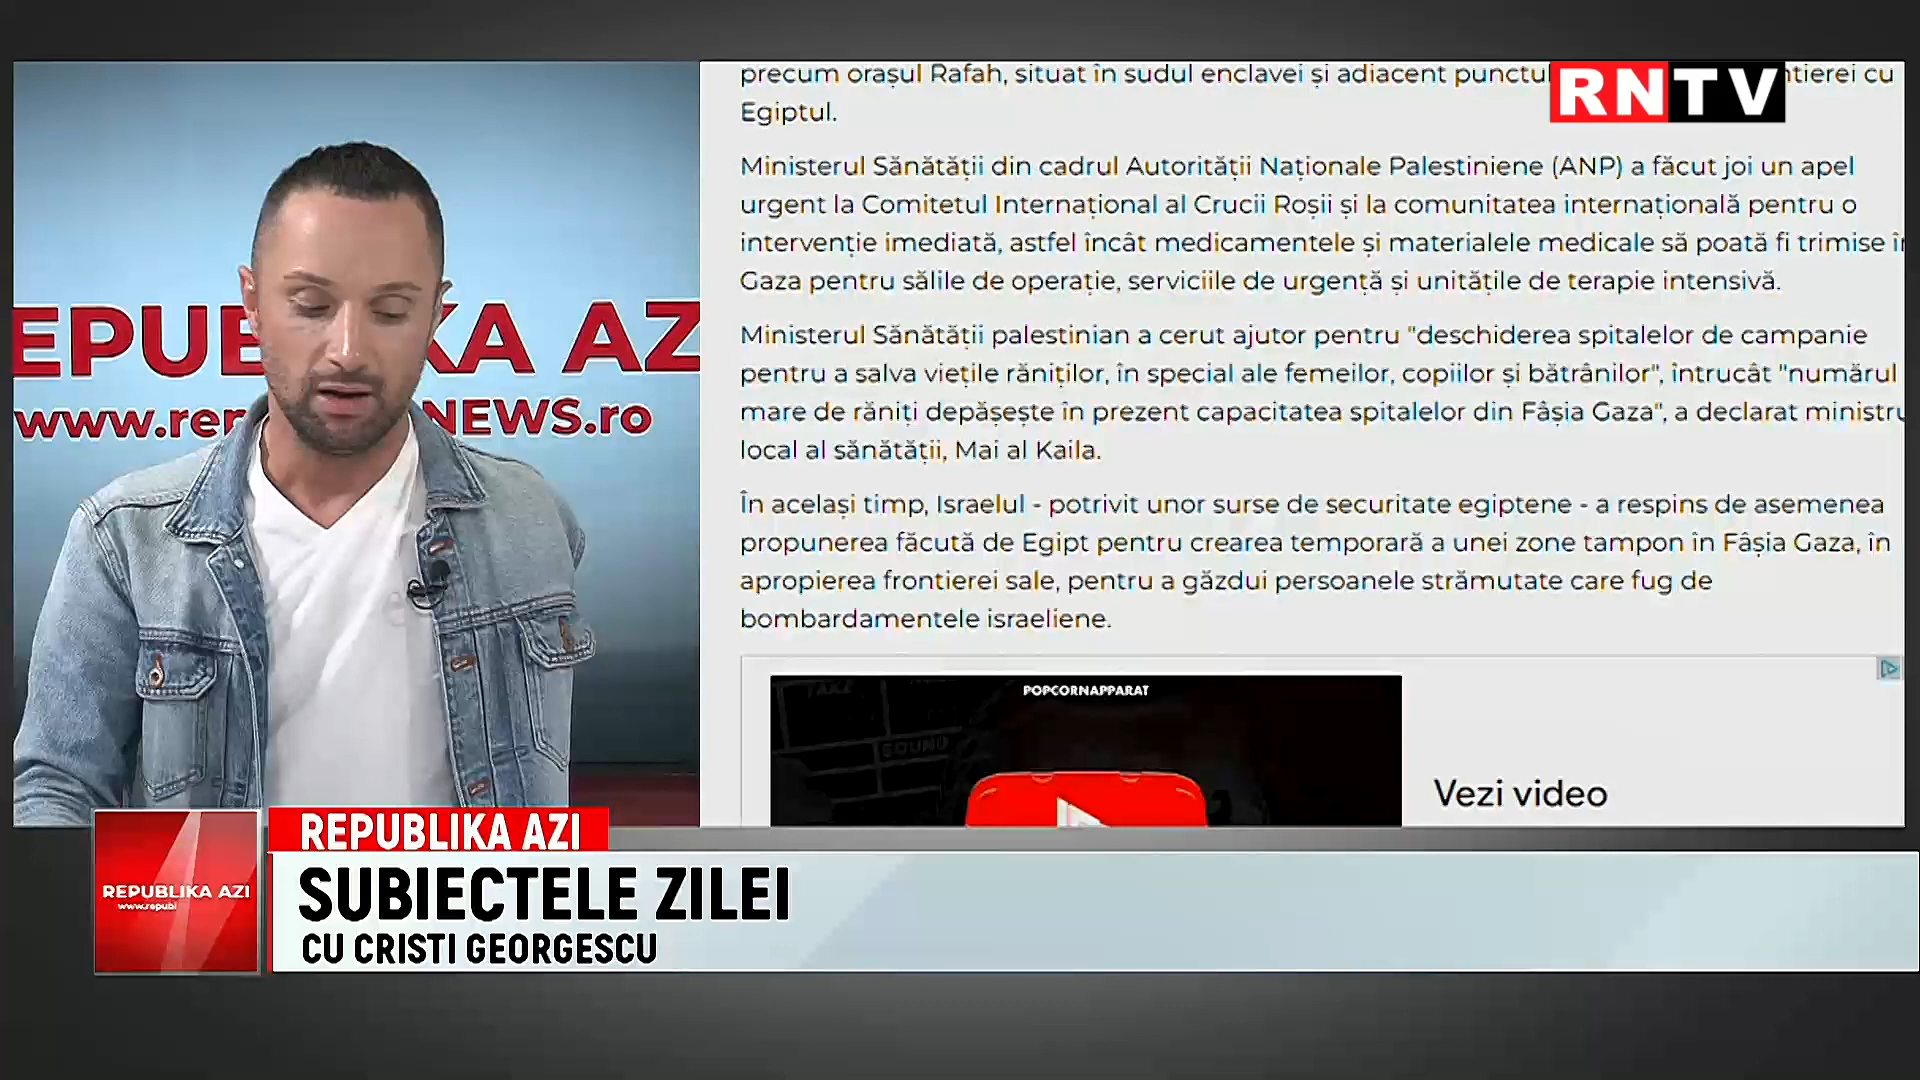 precum orașul Rafah, situat în sudul enclavei și adiacent
Egiptul.
RNTV
Ministerul Sănătății din cadrul Autorității Naționale Palestiniene (ANP) a făcut joi un apel
urgent la Comitetul Internațional al Crucii Roșii și la comunitatea internațională pentru o
intervenție imediată, astfel încât medicamentele și materialele medicale să poată fi trimise
Gaza pentru sălile de operație, serviciile de urgență și unitățile de terapie intensivă.
Ministerul Sănătății palestinian a cerut ajutor pentru "deschiderea spitalelor de campanie
pentru a salva viețile răniților, în special ale femeilor, copiilor și bătrânilor", întrucât "numărul
mare de răniți depășește în prezent capacitatea spitalelor din Fâșia Gaza", a declarat
local al sănătății, Mai al Kaila.
În același timp, Israelul - potrivit unor surse de securitate egiptene - a respins de asemenea
propunerea făcută de Egipt pentru crearea temporară a unei zone tampon în Fâșia Gaza, în
apropierea frontierei sale, pentru a găzdui persoanele strămutate care fug de
bombardamentele israeliene.
POPCORNAPPARAT
SOUND
Vezi video
AZI
NEWS.ro
REPUBLIKA AZI
SUBIECTELE ZILEI
CU CRISTI GEORGESCU
REPUBLIKA AZI
www.republ